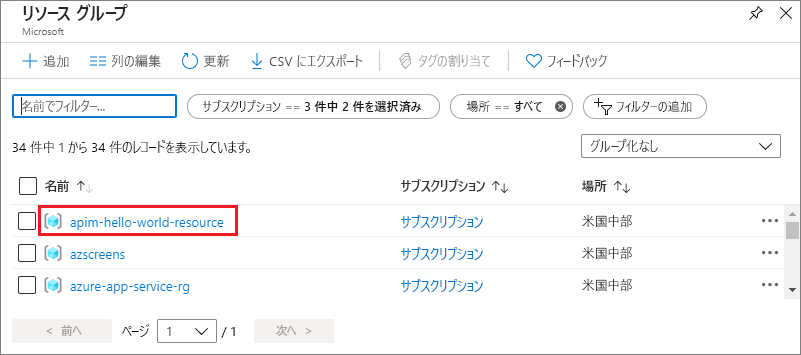 リソース グループ
Microsoft
追加 列の編集 更新 CSV にエクスポート タグの割り当て フィードバック
名前でフィルター... サブスクリプション == 3 件中 2 件を選択済み 場所 == すべて フィルターの追加
34 件中 1 から 34 件のレコードを表示しています。 グループ化なし
名前 ↑↓ サブスクリプション ↑↓ 場所 ↑↓
apim-hello-world-resource サブスクリプション 米国中部 •••
azscreens サブスクリプション 米国中部 •••
azure-app-service-rg サブスクリプション 米国中部 •••
< 前へ ページ 1 / 1 次へ >